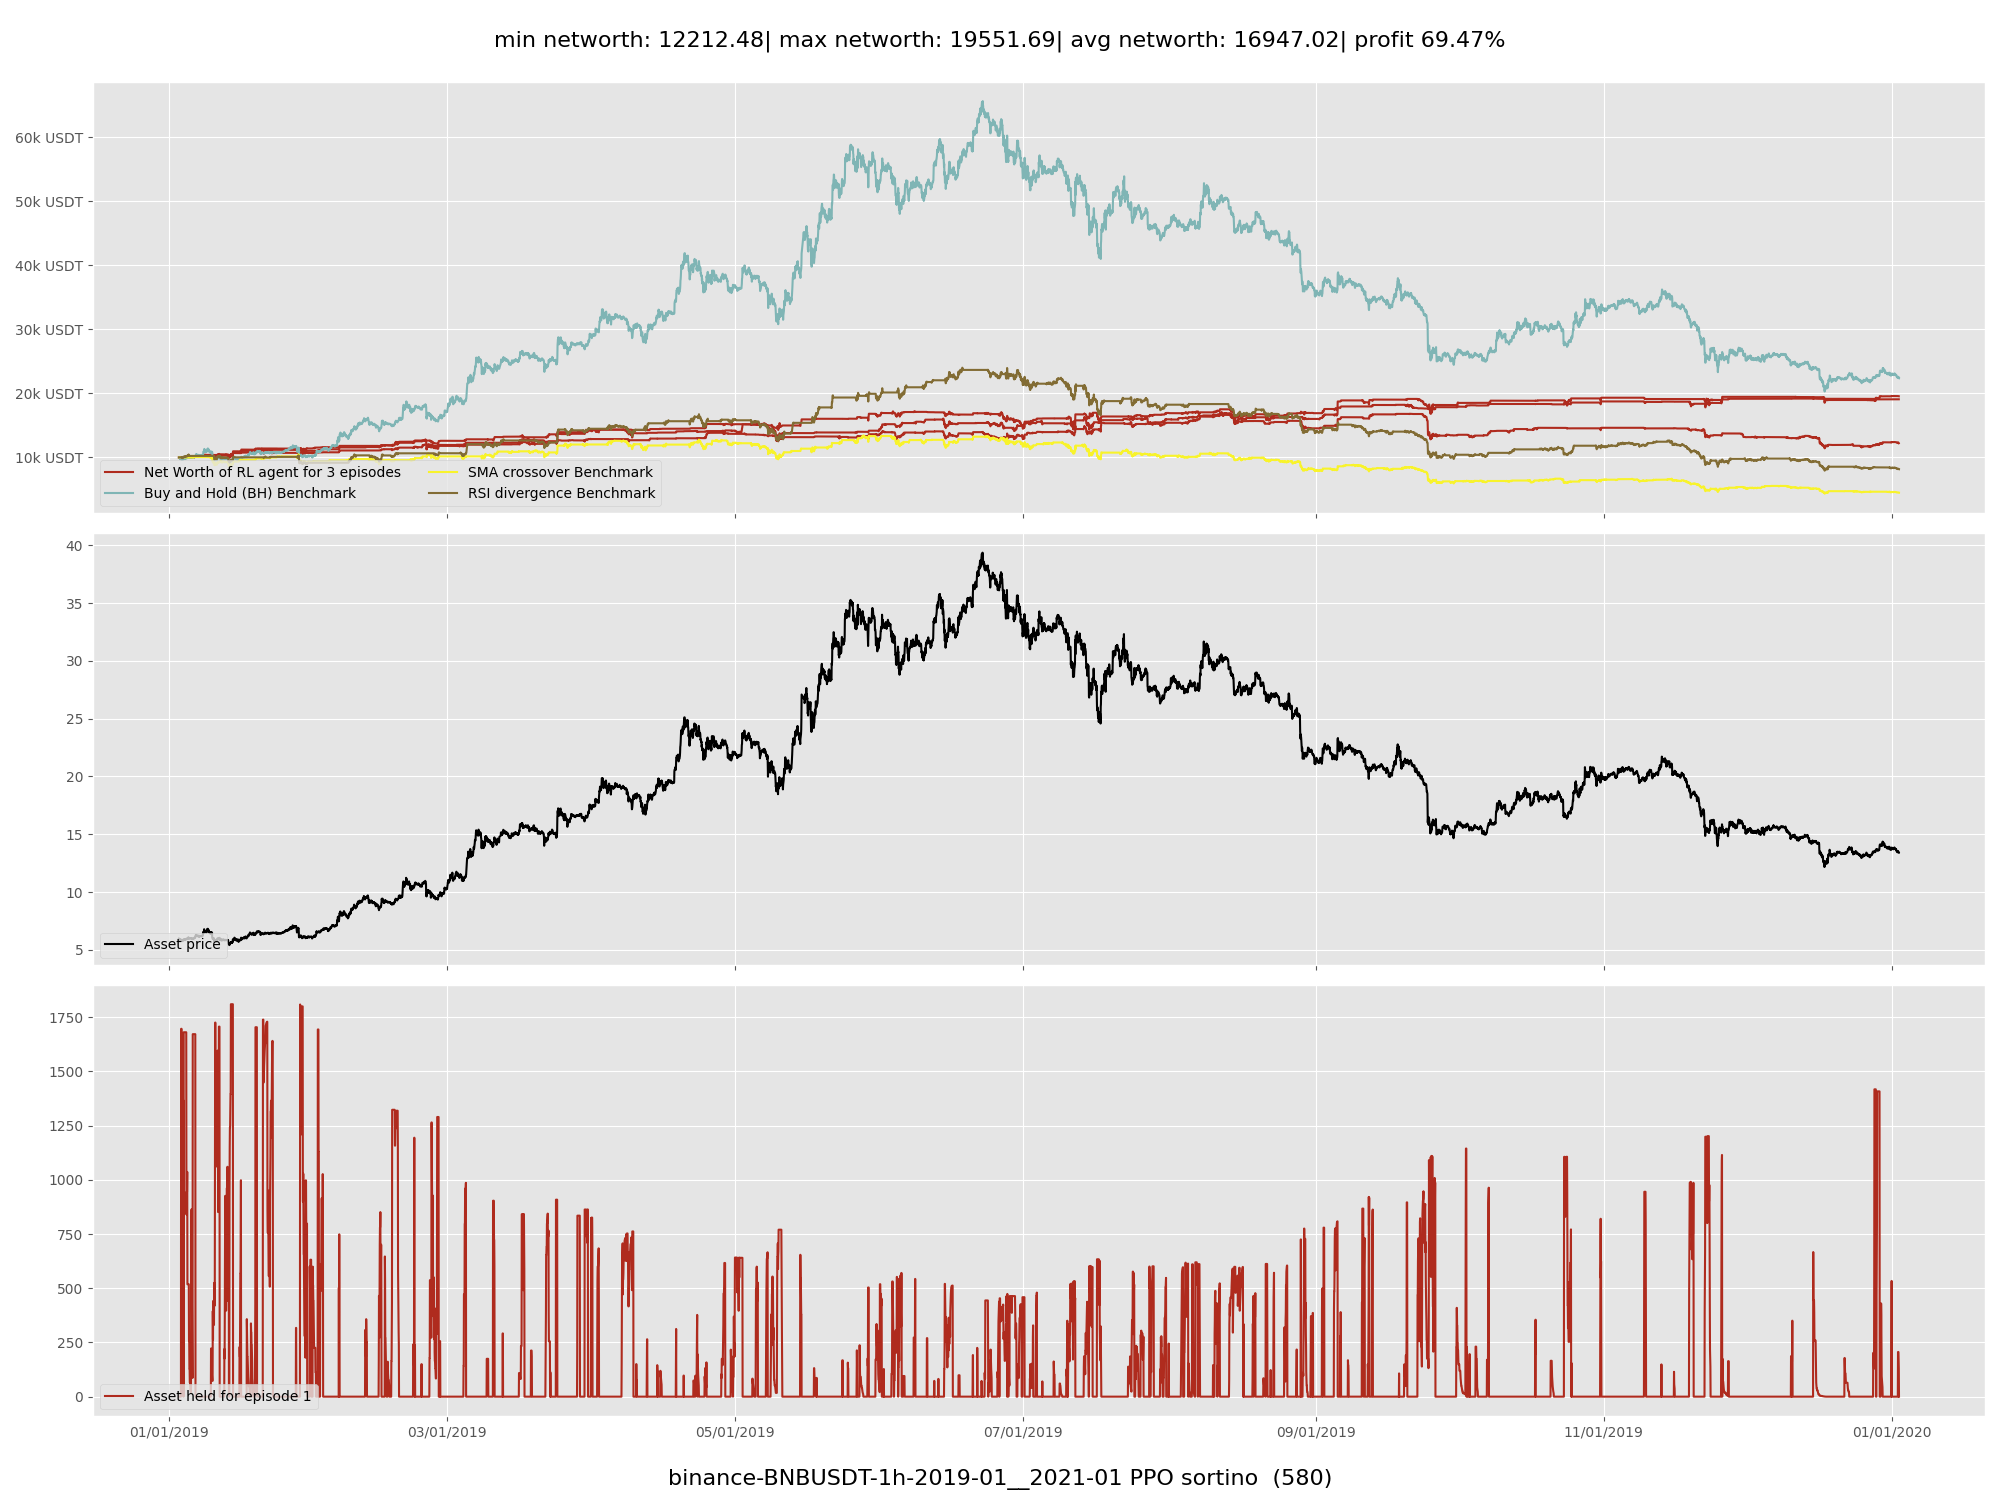 min networth: 12212.48| max networth: 19551.69| avg networth: 16947.02| profit 69.47%
60k USDT
50k USDT
40k USDT
30k USDT
20k USDT
10k USDT
Net Worth of RL agent for 3 episodes
Buy and Hold (BH) Benchmark
SMA crossover Benchmark
RSI divergence Benchmark
40
35
30
25
20
15
10
5
Asset price
1750
1500
1250
1000
750
500
250
0
Asset held for episode 1
01/01/2019
03/01/2019
05/01/2019
07/01/2019
09/01/2019
11/01/2019
01/01/2020
binance-BNBUSDT-1h-2019-01__2021-01 PPO sortino  (580)